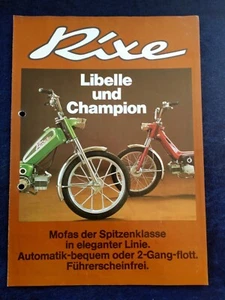 Rixe
Libelle
und
Champion
Mofas der Spitzenklasse
in eleganter Linie.
Automatik-bequem oder 2-Gang-flott.
Führerscheinfrei.